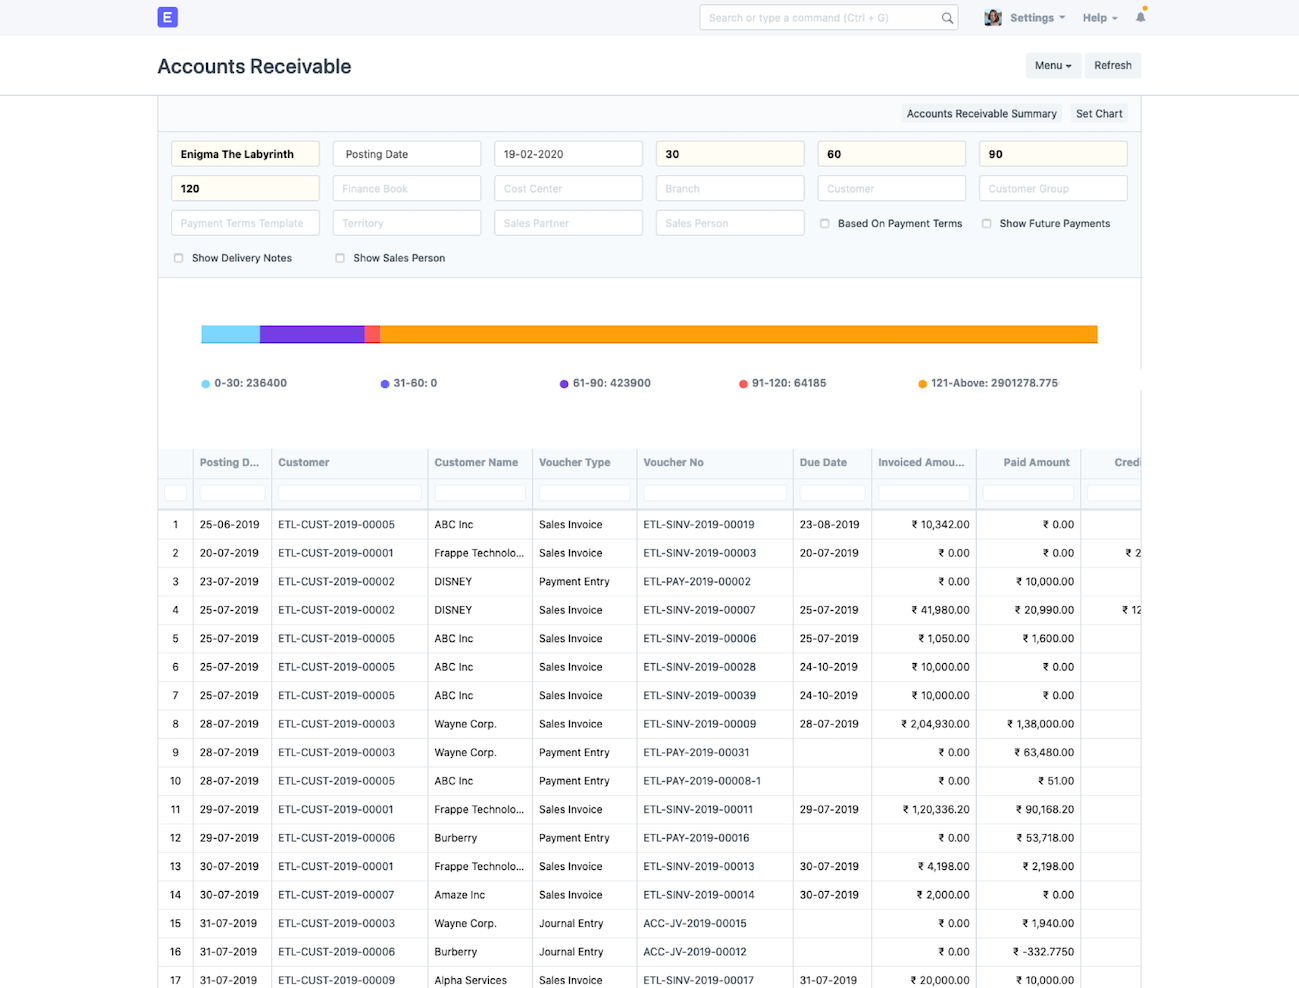 E Search or type a command (Ctrl + G) Settings Help
Accounts Receivable Menu Refresh
Accounts Receivable Summary Set Chart
Enigma The Labyrinth Posting Date 19-02-2020 30 60 90
120 Finance Book Cost Center Branch Customer Customer Group
Payment Terms Template Territory Sales Partner Sales Person Based On Payment Terms Show Future Payments
Show Delivery Notes Show Sales Person
0-30: 236400 31-60: 0 61-90: 423900 91-120: 64185 121-Above: 2901278.775
Posting D... Customer Customer Name Voucher Type Voucher No Due Date Invoiced Amou... Paid Amount Credi
1 25-06-2019 ETL-CUST-2019-00005 ABC Inc Sales Invoice ETL-SINV-2019-00019 23-08-2019 ₹ 10,342.00 ₹ 0.00
2 20-07-2019 ETL-CUST-2019-00001 Frappe Technolo... Sales Invoice ETL-SINV-2019-00003 20-07-2019 ₹ 0.00 ₹ 0.00 ₹ 2
3 23-07-2019 ETL-CUST-2019-00002 DISNEY Payment Entry ETL-PAY-2019-00002 ₹ 0.00 ₹ 10,000.00
4 25-07-2019 ETL-CUST-2019-00002 DISNEY Sales Invoice ETL-SINV-2019-00007 25-07-2019 ₹ 41,980.00 ₹ 20,990.00 ₹ 12
5 25-07-2019 ETL-CUST-2019-00005 ABC Inc Sales Invoice ETL-SINV-2019-00006 25-07-2019 ₹ 1,050.00 ₹ 1,600.00
6 25-07-2019 ETL-CUST-2019-00005 ABC Inc Sales Invoice ETL-SINV-2019-00028 24-10-2019 ₹ 10,000.00 ₹ 0.00
7 25-07-2019 ETL-CUST-2019-00005 ABC Inc Sales Invoice ETL-SINV-2019-00039 24-10-2019 ₹ 10,000.00 ₹ 0.00
8 28-07-2019 ETL-CUST-2019-00003 Wayne Corp. Sales Invoice ETL-SINV-2019-00009 28-07-2019 ₹ 2,04,930.00 ₹ 1,38,000.00
9 28-07-2019 ETL-CUST-2019-00003 Wayne Corp. Payment Entry ETL-PAY-2019-00031 ₹ 0.00 ₹ 63,480.00
10 28-07-2019 ETL-CUST-2019-00005 ABC Inc Payment Entry ETL-PAY-2019-00008-1 ₹ 0.00 ₹ 51.00
11 29-07-2019 ETL-CUST-2019-00001 Frappe Technolo... Sales Invoice ETL-SINV-2019-00011 29-07-2019 ₹ 1,20,336.20 ₹ 90,168.20
12 29-07-2019 ETL-CUST-2019-00006 Burberry Payment Entry ETL-PAY-2019-00016 ₹ 0.00 ₹ 53,718.00
13 30-07-2019 ETL-CUST-2019-00001 Frappe Technolo... Sales Invoice ETL-SINV-2019-00013 30-07-2019 ₹ 4,198.00 ₹ 2,198.00
14 30-07-2019 ETL-CUST-2019-00007 Amaze Inc Sales Invoice ETL-SINV-2019-00014 30-07-2019 ₹ 2,000.00 ₹ 0.00
15 31-07-2019 ETL-CUST-2019-00003 Wayne Corp. Journal Entry ACC-JV-2019-00015 ₹ 0.00 ₹ 1,940.00
16 31-07-2019 ETL-CUST-2019-00006 Burberry Journal Entry ACC-JV-2019-00012 ₹ 0.00 ₹ -332.7750
17 31-07-2019 ETL-CUST-2019-00009 Alpha Services Sales Invoice ETL-SINV-2019-00017 31-07-2019 ₹ 20,000.00 ₹ 10,000.00